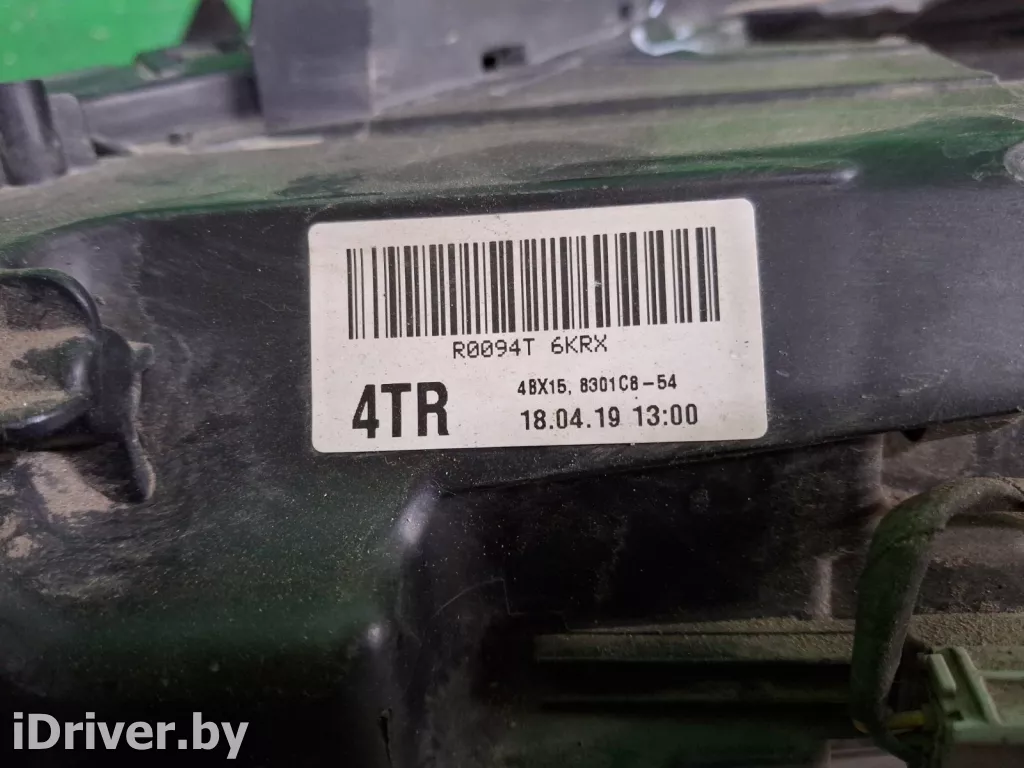 R0094T 6KRX
4TR
4BX15, 8301C8-54
18.04.19 13:00
iDriver.by